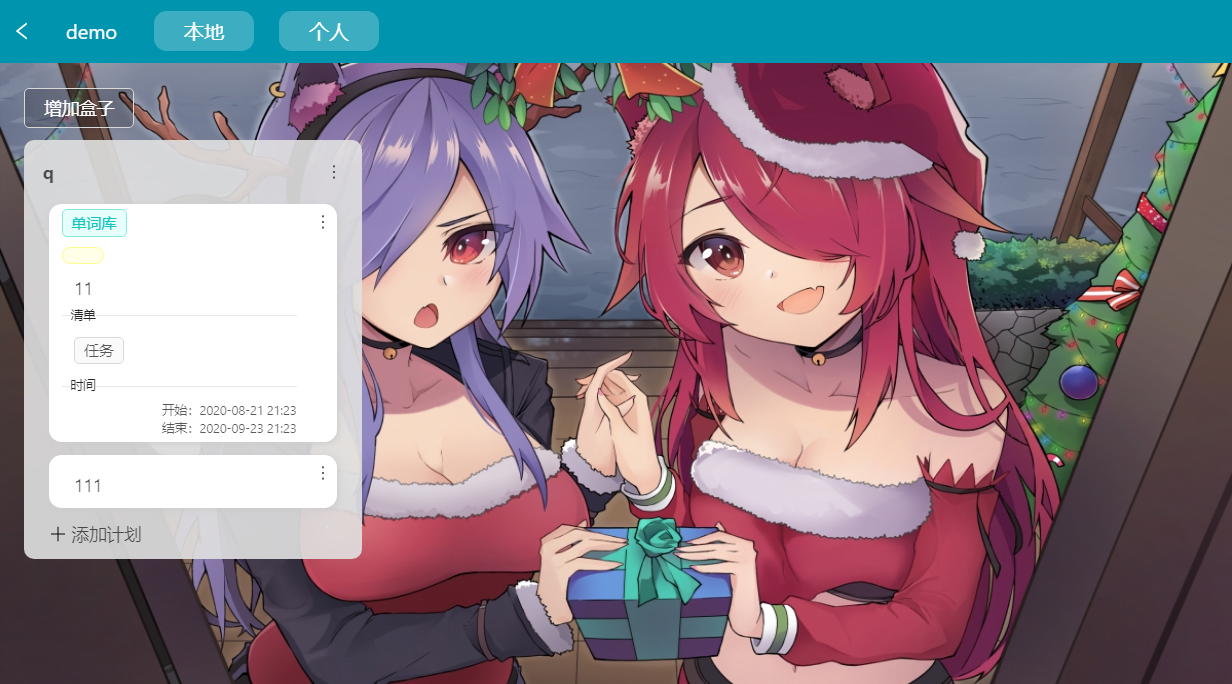 demo 本地 个人
增加盒子
q
单词库
11
清单
任务
时间
开始：2020-08-21 21:23
结束：2020-09-23 21:23
111
添加计划